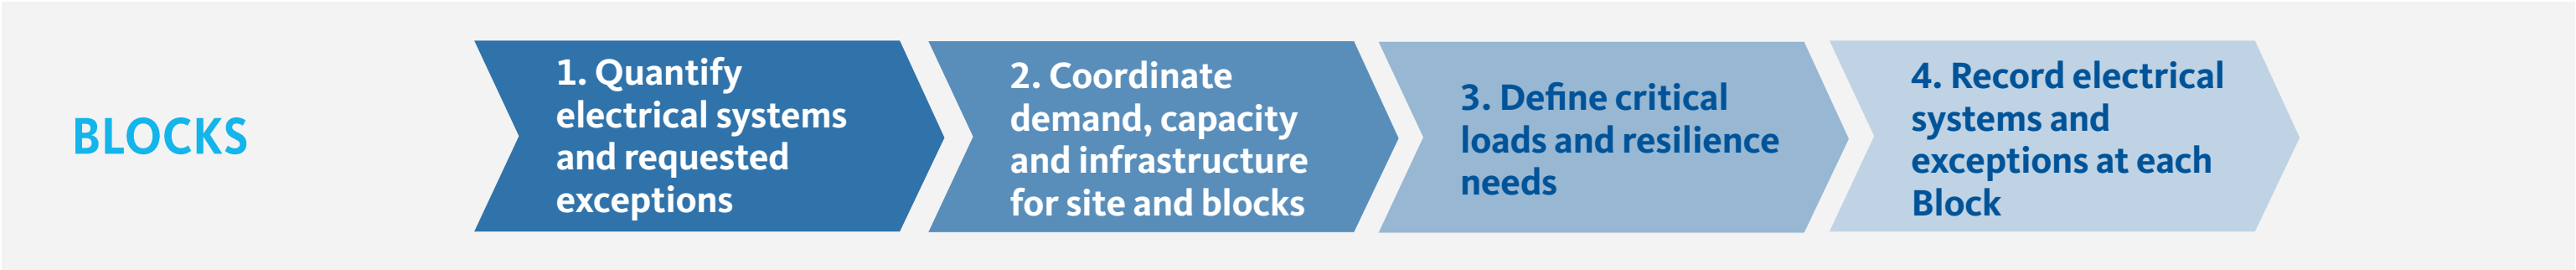 BLOCKS
1. Quantify
electrical systems
and requested
exceptions
2. Coordinate
demand, capacity
and infrastructure
for site and blocks
3. Define critical
loads and resilience
needs
4. Record electrical
systems and
exceptions at each
Block